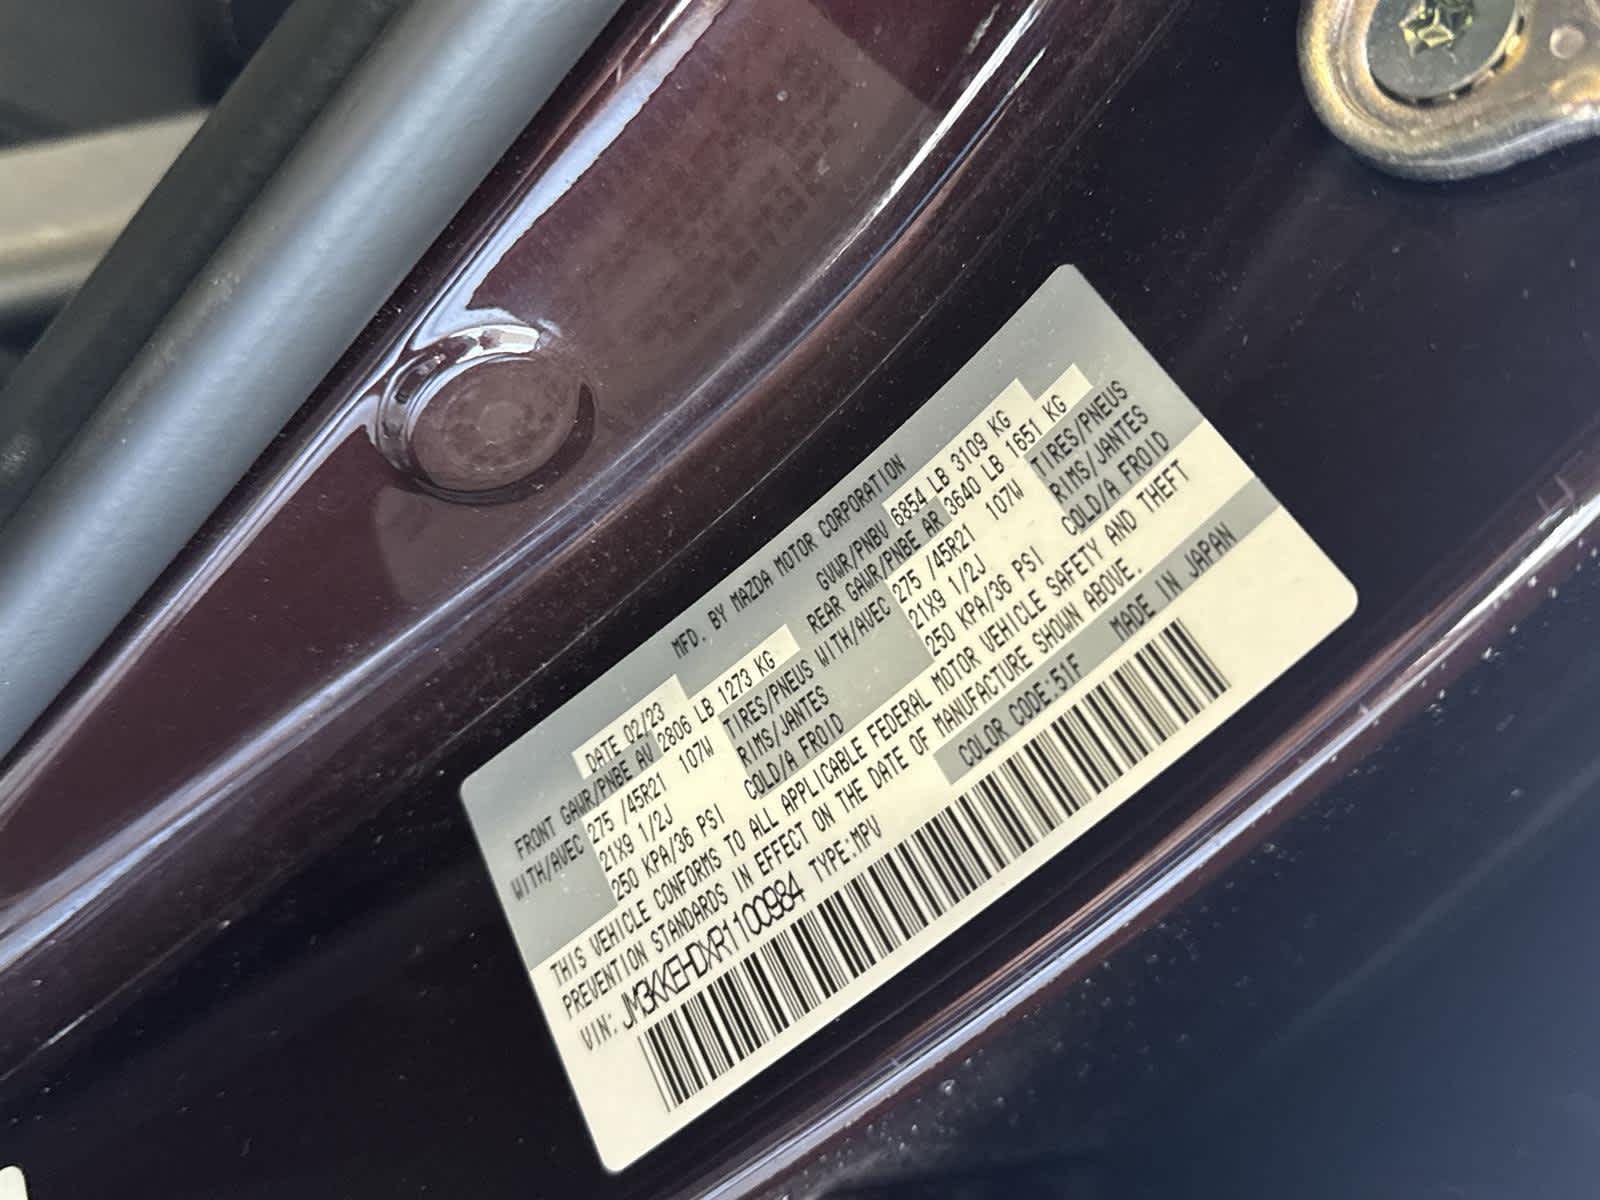 MFD. BY MAZDA MOTOR CORPORATION
DATE 02/23 GVWR/PNBV 6854 LB 3109 KG
FRONT GAWR/PNBE AV 2806 LB 1273 KG REAR GAWR/PNBE AR 3640 LB 1651 KG
WITH/AVEC 275 /45R21 107W TIRES/PNEUS WITH/AVEC 275 /45R21 107W TIRES/PNEUS
21X9 1/2J RIMS/JANTES 21X9 1/2J RIMS/JANTES
250 KPA/36 PSI COLD/A FROID 250 KPA/36 PSI COLD/A FROID
THIS VEHICLE CONFORMS TO ALL APPLICABLE FEDERAL MOTOR VEHICLE SAFETY AND THEFT
PREVENTION STANDARDS IN EFFECT ON THE DATE OF MANUFACTURE SHOWN ABOVE.
VIN: JM3KKEHDXR1100984 TYPE:MPV COLOR CODE:51F MADE IN JAPAN